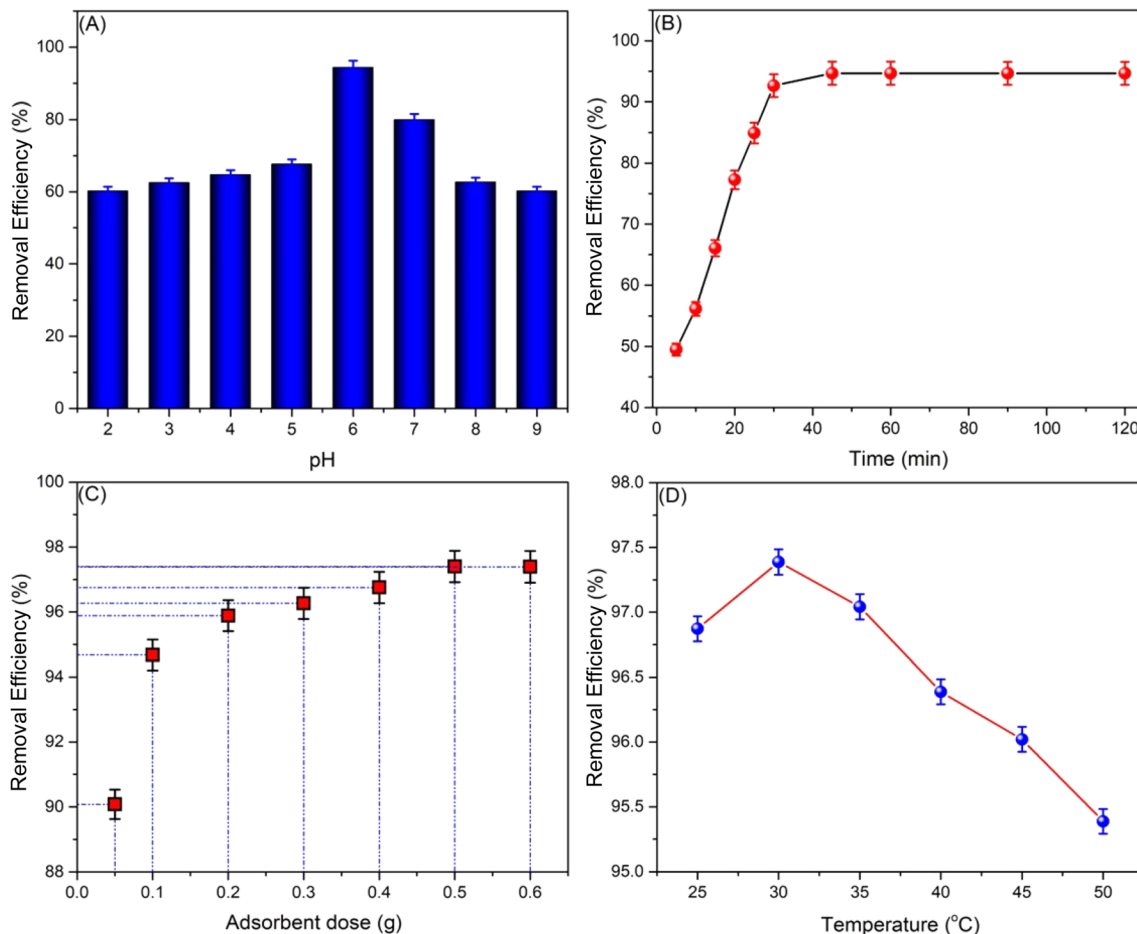 (A)
Removal Efficiency (%)
100
80
60
40
20
0
2 3 4 5 6 7 8 9
pH
(B)
Removal Efficiency (%)
100
90
80
70
60
50
40
0 20 40 60 80 100 120
Time (min)
(C)
Removal Efficiency (%)
100
98
96
94
92
90
88
0.0 0.1 0.2 0.3 0.4 0.5 0.6
Adsorbent dose (g)
(D)
Removal Efficiency (%)
98.0
97.5
97.0
96.5
96.0
95.5
95.0
25 30 35 40 45 50
Temperature (°C)